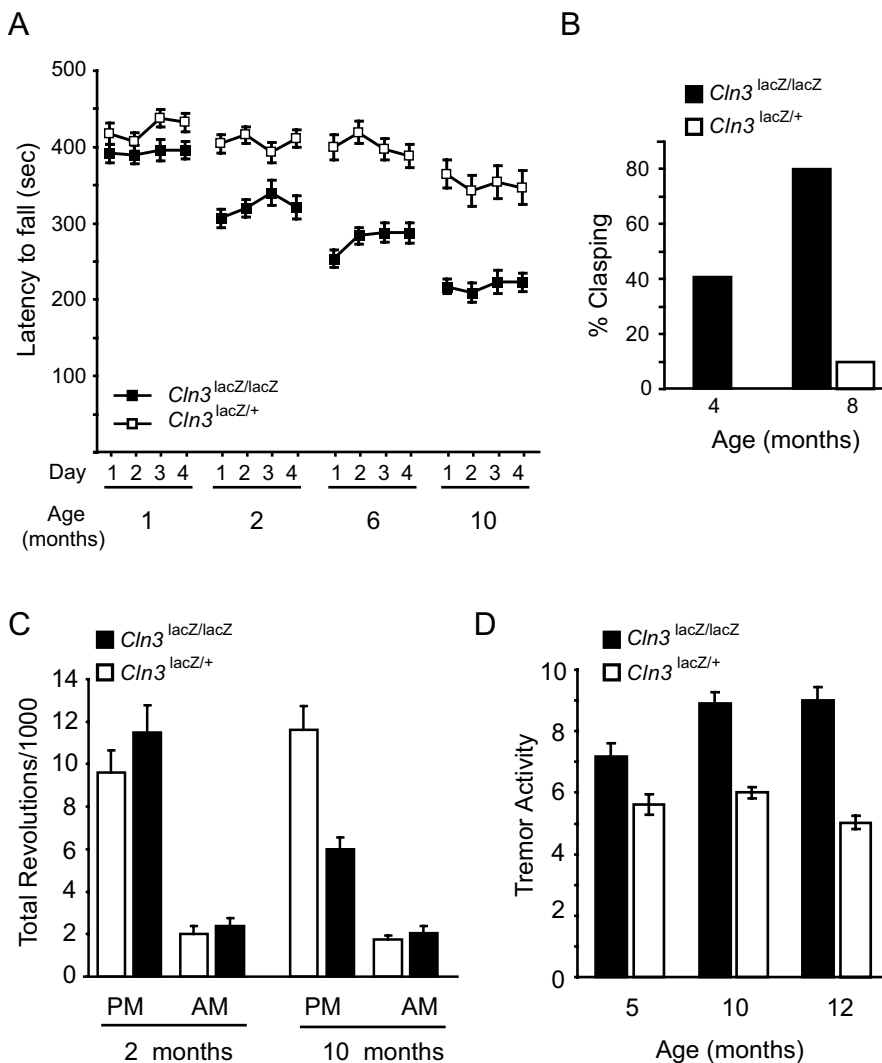 A
500
400
300
200
100
Latency to fall (sec)
Cln3 lacZ/lacZ
Cln3 lacZ/+
Day 1 2 3 4 1 2 3 4 1 2 3 4 1 2 3 4
Age (months) 1 2 6 10
B
Cln3 lacZ/lacZ
Cln3 lacZ/+
80
60
40
20
0
% Clasping
4 8
Age (months)
C
Cln3 lacZ/lacZ
Cln3 lacZ/+
14
12
10
8
6
4
2
0
Total Revolutions/1000
PM AM PM AM
2 months 10 months
D
Cln3 lacZ/lacZ
Cln3 lacZ/+
10
8
6
4
2
0
Tremor Activity
5 10 12
Age (months)